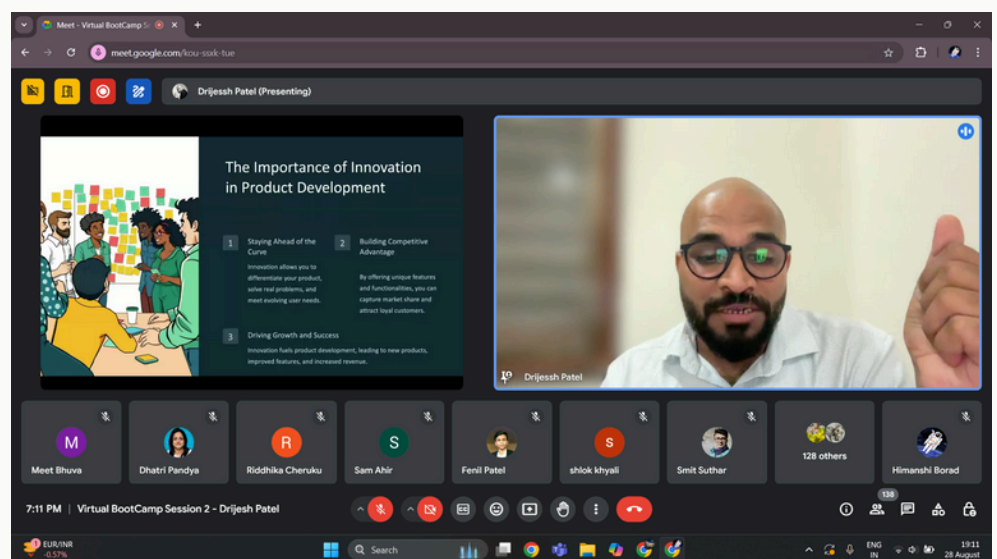 Meet - Virtual BootCamp S
meet.google.com/kou-ssxk-tue
Drijessh Patel (Presenting)
The Importance of Innovation
in Product Development
1
Staying Ahead of the
Curve
Innovation allows you to
differentiate your product,
solve real problems, and
meet evolving user needs.
2
Building Competitive
Advantage
By offering unique features
and functionalities, you can
capture market share and
attract loyal customers.
3
Driving Growth and Success
Innovation fuels product development, leading to new products,
improved features, and increased revenue.
Drijessh Patel
M
Meet Bhuva
Dhatri Pandya
R
Riddhika Cheruku
S
Sam Ahir
Fenil Patel
s
shlok khyali
Smit Suthar
128 others
Himanshi Borad
7:11 PM | Virtual BootCamp Session 2 - Drijesh Patel
138
EUR/INR
-0.57%
Search
ENG
IN
19:11
28 August